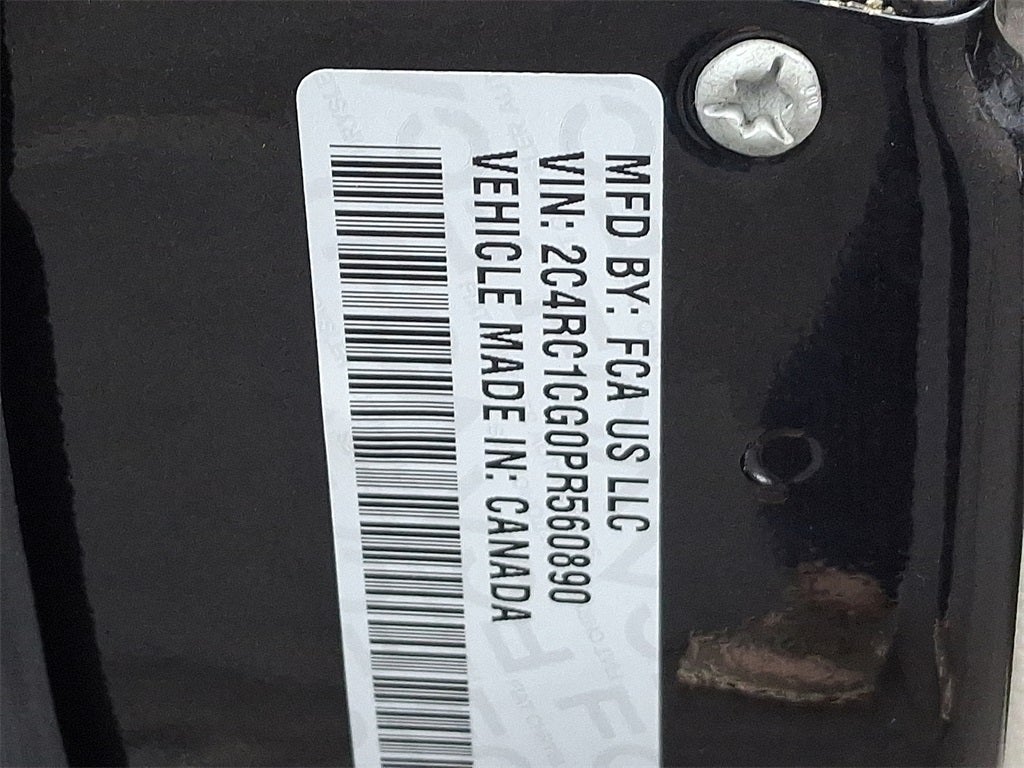 MFD BY: FCA US LLC
VIN: 2C4RC1CG0PR560890
VEHICLE MADE IN: CANADA